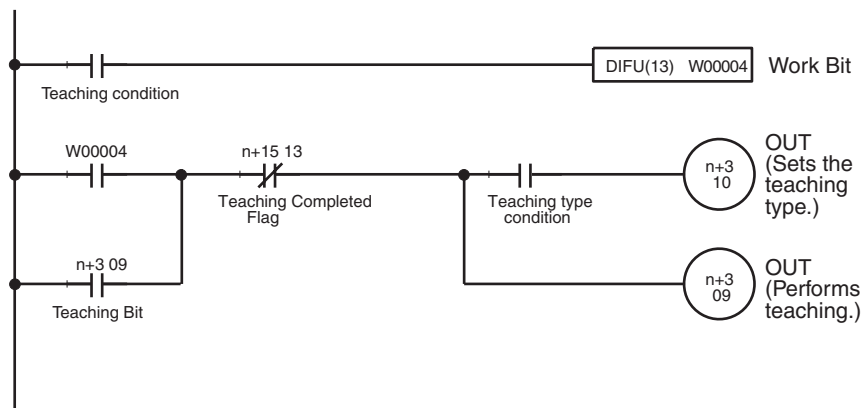 DIFU(13) W00004
Work Bit
Teaching condition
W00004
n+15 13
Teaching Completed
Flag
Teaching type
condition
n+3
10
OUT
(Sets the
teaching
type.)
n+3 09
Teaching Bit
n+3
09
OUT
(Performs
teaching.)